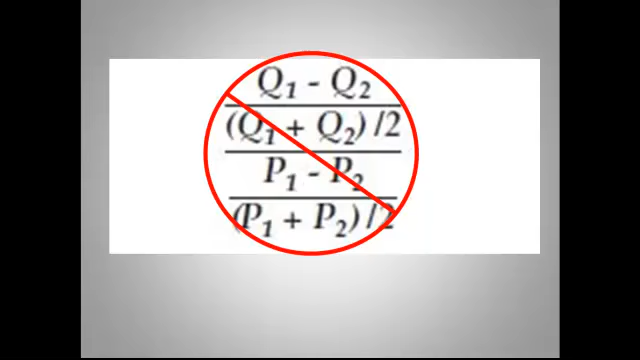 Q1 - Q2
(Q1 + Q2) /2
P1 - P2
(P1 + P2) /2